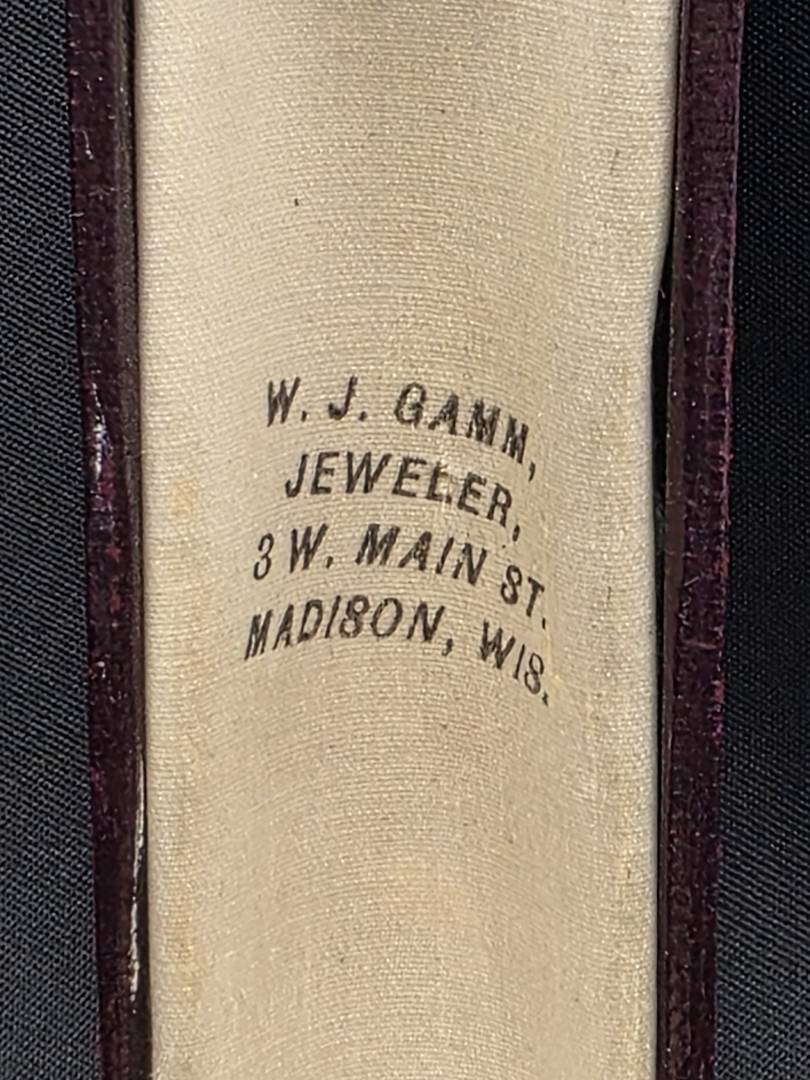 W. J. GAMM,
JEWELER,
3 W. MAIN ST.
MADISON, WIS.